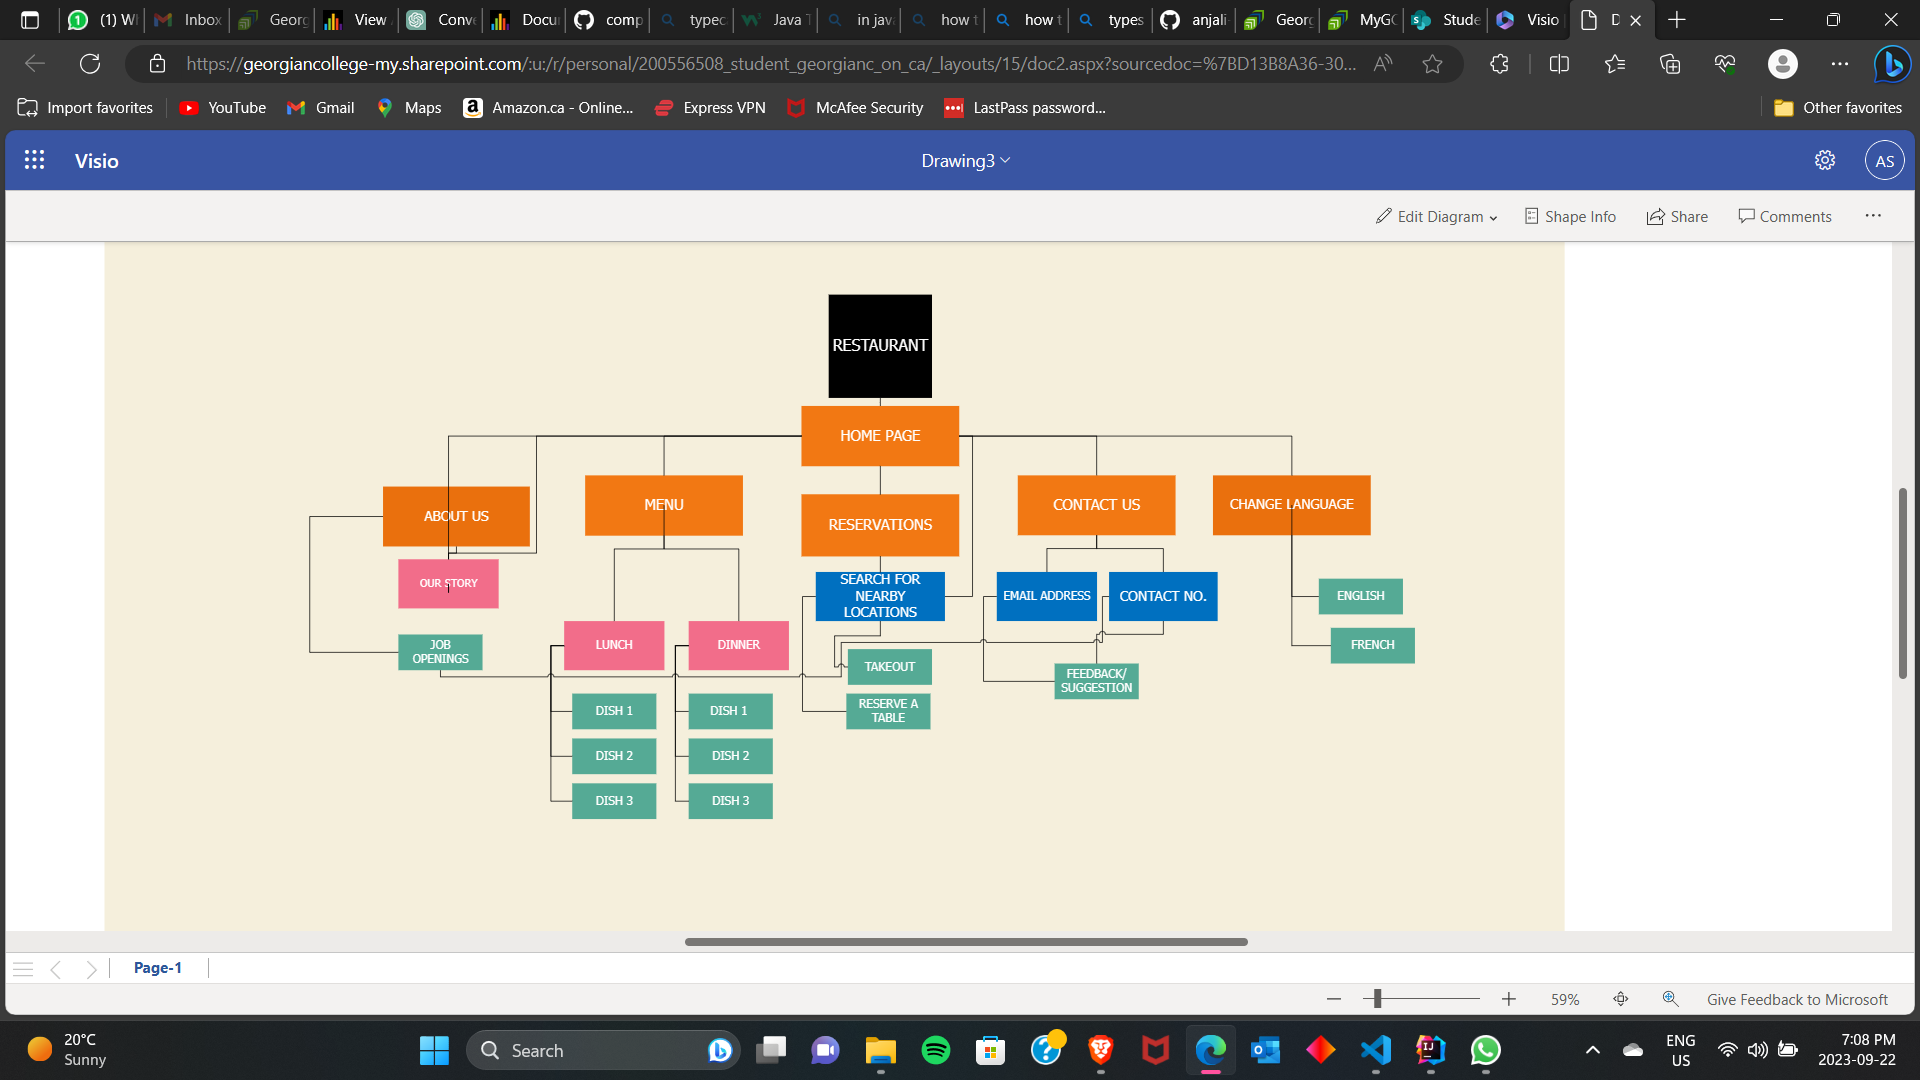 (1) W
Inbox
Georg
View
Conve
Docu
comp
typec
Java T
in java
how t
how t
types
anjali-
Georg
MyGC
Stude
Visio
D
https://georgiancollege-my.sharepoint.com/:u:/r/personal/200556508_student_georgianc_on_ca/_layouts/15/doc2.aspx?sourcedoc=%7BD13B8A36-30...
Import favorites
YouTube
Gmail
Maps
Amazon.ca - Online...
Express VPN
McAfee Security
LastPass password...
Other favorites
Visio
Drawing3
AS
Edit Diagram
Shape Info
Share
Comments
RESTAURANT
HOME PAGE
ABOUT US
MENU
RESERVATIONS
CONTACT US
CHANGE LANGUAGE
OUR STORY
SEARCH FOR
NEARBY
LOCATIONS
EMAIL ADDRESS
CONTACT NO.
ENGLISH
JOB
OPENINGS
LUNCH
DINNER
TAKEOUT
FRENCH
FEEDBACK/
SUGGESTION
DISH 1
DISH 1
RESERVE A
TABLE
DISH 2
DISH 2
DISH 3
DISH 3
Page-1
59%
Give Feedback to Microsoft
20°C
Sunny
Search
ENG
US
7:08 PM
2023-09-22